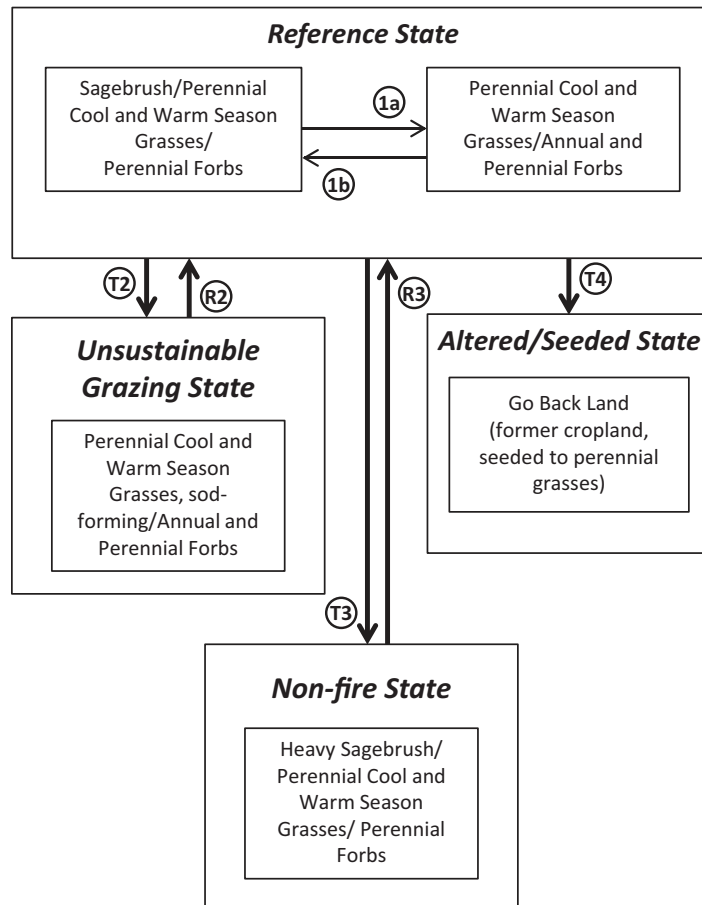 Reference State
Sagebrush/Perennial
Cool and Warm Season
Grasses/
Perennial Forbs
1a
1b
Perennial Cool and
Warm Season
Grasses/Annual and
Perennial Forbs
T2
R2
R3
T4
Unsustainable
Grazing State
Perennial Cool and
Warm Season
Grasses, sod-
forming/Annual and
Perennial Forbs
Altered/Seeded State
Go Back Land
(former cropland,
seeded to perennial
grasses)
T3
Non-fire State
Heavy Sagebrush/
Perennial Cool and
Warm Season
Grasses/ Perennial
Forbs